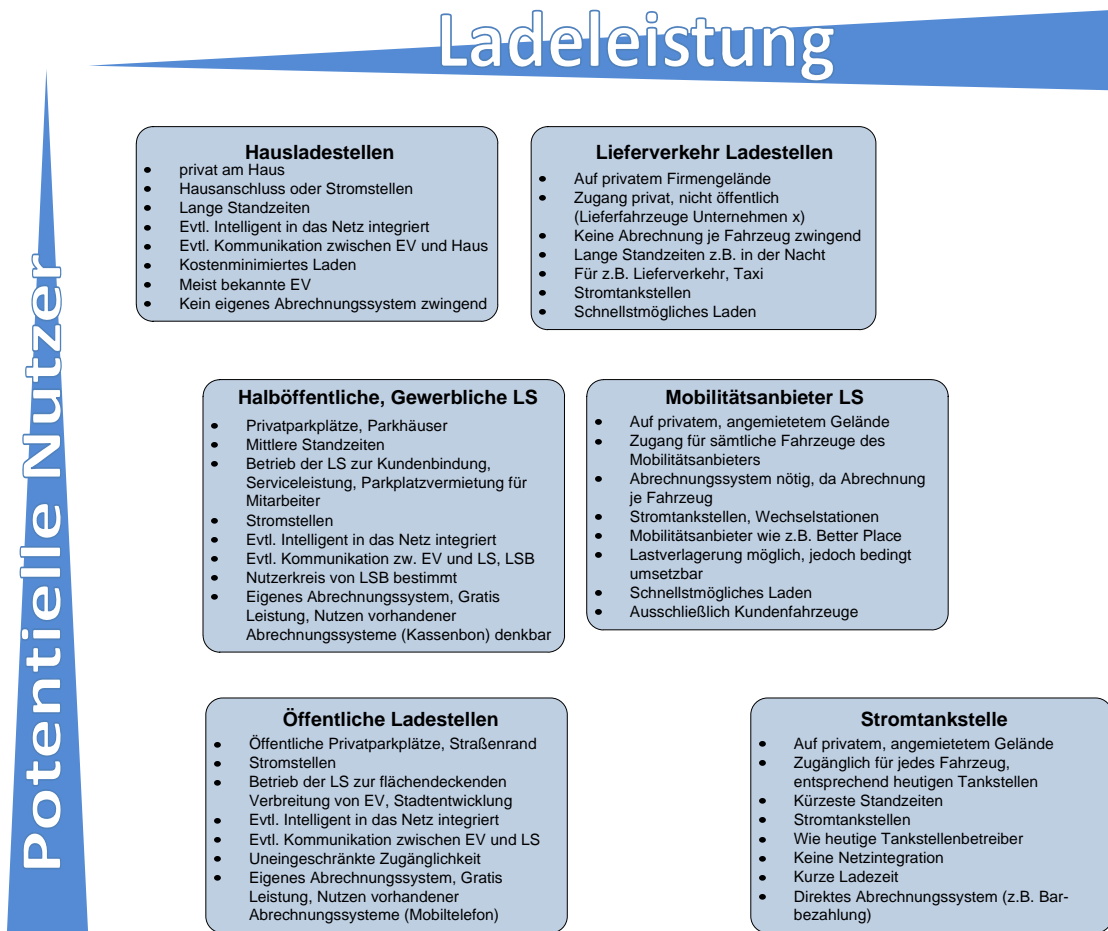 Ladeleistung
Potentielle Nutzer
Hausladestellen
• privat am Haus
• Hausanschluss oder Stromstellen
• Lange Standzeiten
• Evtl. Intelligent in das Netz integriert
• Evtl. Kommunikation zwischen EV und Haus
• Kostenminimiertes Laden
• Meist bekannte EV
• Kein eigenes Abrechnungssystem zwingend
Lieferverkehr Ladestellen
• Auf privatem Firmengelände
• Zugang privat, nicht öffentlich
(Lieferfahrzeuge Unternehmen x)
• Keine Abrechnung je Fahrzeug zwingend
• Lange Standzeiten z.B. in der Nacht
• Für z.B. Lieferverkehr, Taxi
• Stromtankstellen
• Schnellstmögliches Laden
Halböffentliche, Gewerbliche LS
• Privatparkplätze, Parkhäuser
• Mittlere Standzeiten
• Betrieb der LS zur Kundenbindung,
Serviceleistung, Parkplatzvermietung für
Mitarbeiter
• Stromstellen
• Evtl. Intelligent in das Netz integriert
• Evtl. Kommunikation zw. EV und LS, LSB
• Nutzerkreis von LSB bestimmt
• Eigenes Abrechnungssystem, Gratis
Leistung, Nutzen vorhandener
Abrechnungssysteme (Kassenbon) denkbar
Mobilitätsanbieter LS
• Auf privatem, angemietetem Gelände
• Zugang für sämtliche Fahrzeuge des
Mobilitätsanbieters
• Abrechnungssystem nötig, da Abrechnung
je Fahrzeug
• Stromtankstellen, Wechselstationen
• Mobilitätsanbieter wie z.B. Better Place
• Lastverlagerung möglich, jedoch bedingt
umsetzbar
• Schnellstmögliches Laden
• Ausschließlich Kundenfahrzeuge
Öffentliche Ladestellen
• Öffentliche Privatparkplätze, Straßenrand
• Stromstellen
• Betrieb der LS zur flächendeckenden
Verbreitung von EV, Stadtentwicklung
• Evtl. Intelligent in das Netz integriert
• Evtl. Kommunikation zwischen EV und LS
• Uneingeschränkte Zugänglichkeit
• Eigenes Abrechnungssystem, Gratis
Leistung, Nutzen vorhandener
Abrechnungssysteme (Mobiltelefon)
Stromtankstelle
• Auf privatem, angemietetem Gelände
• Zugänglich für jedes Fahrzeug,
entsprechend heutigen Tankstellen
• Kürzeste Standzeiten
• Stromtankstellen
• Wie heutige Tankstellenbetreiber
• Keine Netzintegration
• Kurze Ladezeit
• Direktes Abrechnungssystem (z.B. Bar-
bezahlung)